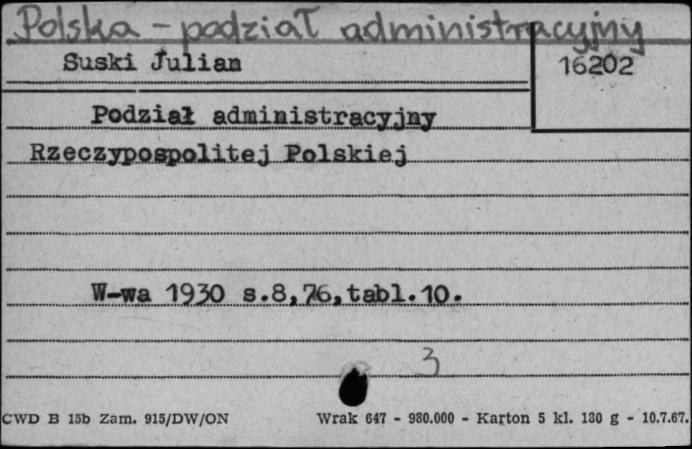 Polska - podział administracyjny
Suski Julian
16202
Podział administracyjny
Rzeczypospolitej Polskiej
W-wa 1930 s.8,76,tabl.10.
3
CWD B 15b Zam. 915/DW/ON Wrak 647 - 980.000 - Karton 5 kl. 180 g - 10.7.67.